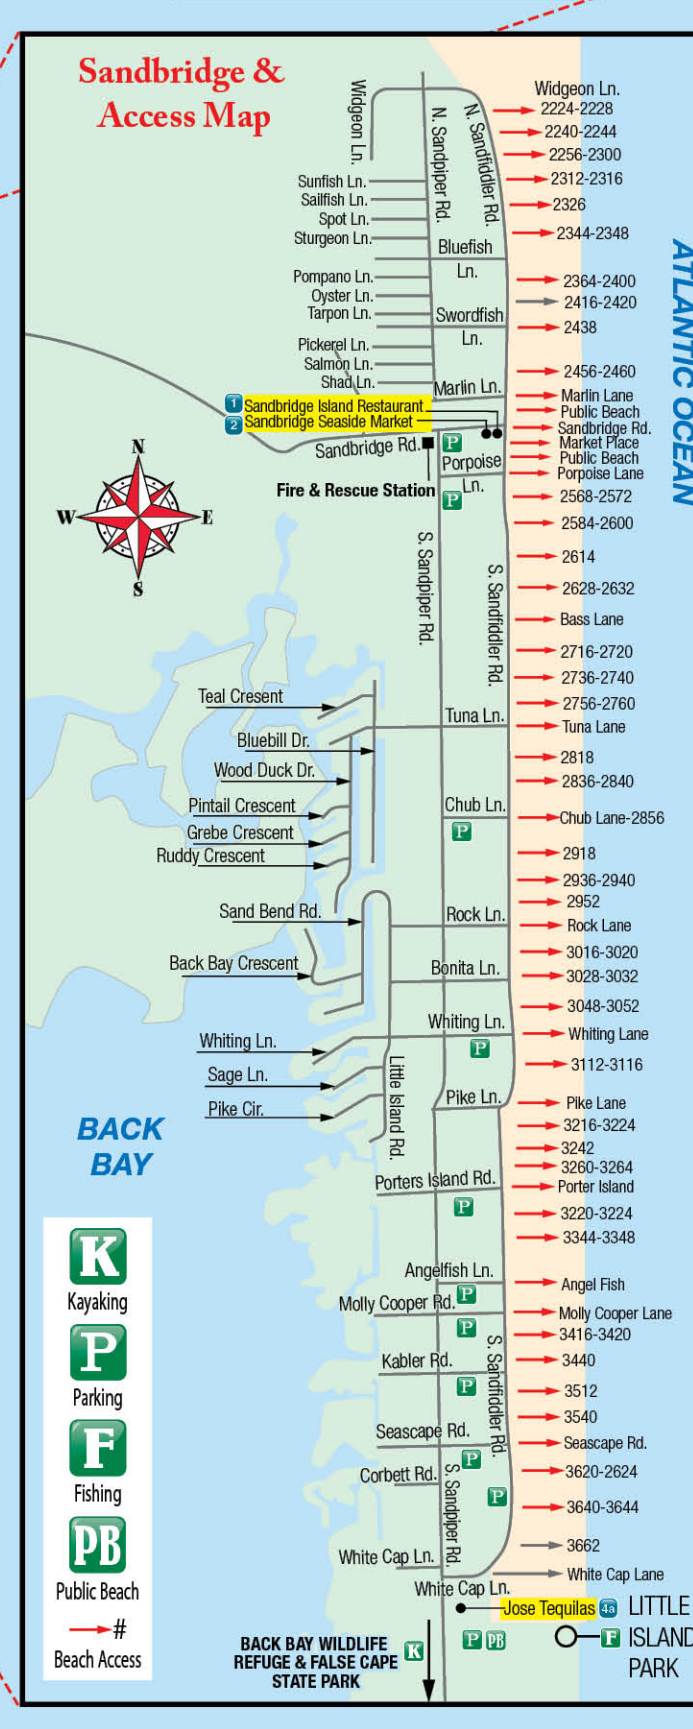 Sandbridge &
Access Map
Widgeon Ln.
N. Sandpiper Rd.
N. Sandfiddler Rd.
Widgeon Ln.
2224-2228
2240-2244
2256-2300
2312-2316
2326
2344-2348
2364-2400
2416-2420
2438
2456-2460
Marlin Lane
Public Beach
Sandbridge Rd.
Market Place
Public Beach
Porpoise Lane
2568-2572
2584-2600
2614
2628-2632
Bass Lane
2716-2720
2736-2740
2756-2760
Tuna Lane
2818
2836-2840
Chub Lane-2856
2918
2936-2940
2952
Rock Lane
3016-3020
3028-3032
3048-3052
Whiting Lane
3112-3116
Pike Lane
3216-3224
3242
3260-3264
Porter Island
3220-3224
3344-3348
Angel Fish
Molly Cooper Lane
3416-3420
3440
3512
3540
Seascape Rd.
3620-2624
3640-3644
3662
White Cap Lane
ATLANTIC OCEAN
Sunfish Ln.
Sailfish Ln.
Spot Ln.
Sturgeon Ln.
Bluefish
Ln.
Pompano Ln.
Oyster Ln.
Tarpon Ln.
Swordfish
Ln.
Pickerel Ln.
Salmon Ln.
Shad Ln.
Marlin Ln.
1 Sandbridge Island Restaurant
2 Sandbridge Seaside Market
Sandbridge Rd.
P
Porpoise
Ln.
Fire & Rescue Station
P
N
W
E
S
S. Sandpiper Rd.
S. Sandfiddler Rd.
Teal Cresent
Tuna Ln.
Bluebill Dr.
Wood Duck Dr.
Pintail Crescent
Chub Ln.
Grebe Crescent
P
Ruddy Crescent
Sand Bend Rd.
Rock Ln.
Back Bay Crescent
Bonita Ln.
Whiting Ln.
Whiting Ln.
P
Sage Ln.
Little Island Rd.
Pike Cir.
Pike Ln.
BACK
BAY
Porters Island Rd.
P
Angelfish Ln.
P
Molly Cooper Rd.
P
Kabler Rd.
P
S. Sandfiddler Rd.
Seascape Rd.
P
Corbett Rd.
P
S. Sandpiper Rd.
White Cap Ln.
White Cap Ln.
Jose Tequilas 4a
LITTLE
F ISLAND
PARK
P PB
BACK BAY WILDLIFE
REFUGE & FALSE CAPE
STATE PARK
K
K
Kayaking
P
Parking
F
Fishing
PB
Public Beach
#
Beach Access